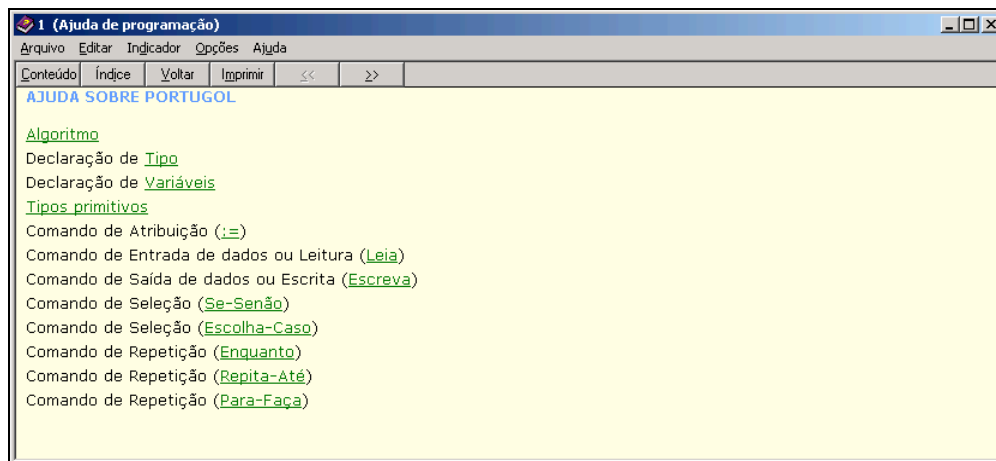 1 (Ajuda de programação)
Arquivo Editar Indicador Opções Ajuda
Conteúdo Índice Voltar Imprimir << >>
AJUDA SOBRE PORTUGOL
Algoritmo
Declaração de Tipo
Declaração de Variáveis
Tipos primitivos
Comando de Atribuição (:=)
Comando de Entrada de dados ou Leitura (Leia)
Comando de Saída de dados ou Escrita (Escreva)
Comando de Seleção (Se-Senão)
Comando de Seleção (Escolha-Caso)
Comando de Repetição (Enquanto)
Comando de Repetição (Repita-Até)
Comando de Repetição (Para-Faça)